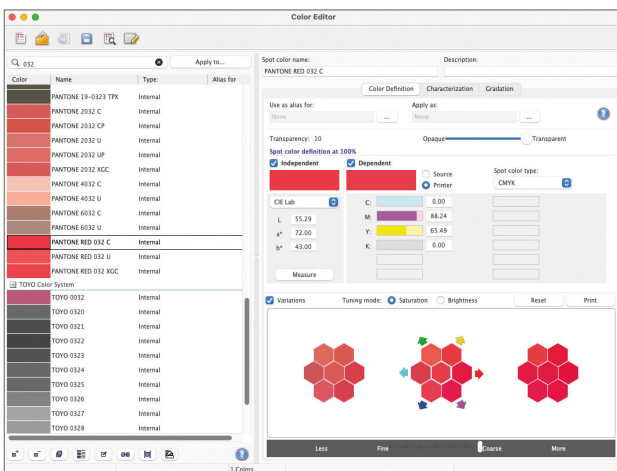 Color Editor
032
Apply to...
Color Name Type: Alias for
PANTONE 19-0323 TPX Internal
PANTONE 2032 C Internal
PANTONE 2032 CP Internal
PANTONE 2032 U Internal
PANTONE 2032 UP Internal
PANTONE 2032 XGC Internal
PANTONE 4032 C Internal
PANTONE 4032 U Internal
PANTONE 6032 C Internal
PANTONE 6032 U Internal
PANTONE RED 032 C Internal
PANTONE RED 032 U Internal
PANTONE RED 032 XGC Internal
TOYO Color System
TOYO 0032 Internal
TOYO 0320 Internal
TOYO 0321 Internal
TOYO 0322 Internal
TOYO 0323 Internal
TOYO 0324 Internal
TOYO 0325 Internal
TOYO 0326 Internal
TOYO 0327 Internal
TOYO 0328 Internal
1 Colors
Spot color name: Description:
PANTONE RED 032 C
Color Definition Characterization Gradation
Use as alias for: Apply as:
None ... None ...
Transparency: 10 Opaque Transparent
Spot color definition at 100%
Independent Dependent
Source
Printer
Spot color type:
CMYK
CIE Lab
L 55.29
a* 72.00
b* 43.00
Measure
C: 0.00
M: 88.24
Y: 65.49
K: 0.00
Variations Tuning mode: Saturation Brightness Reset Print
Less Fine Coarse More